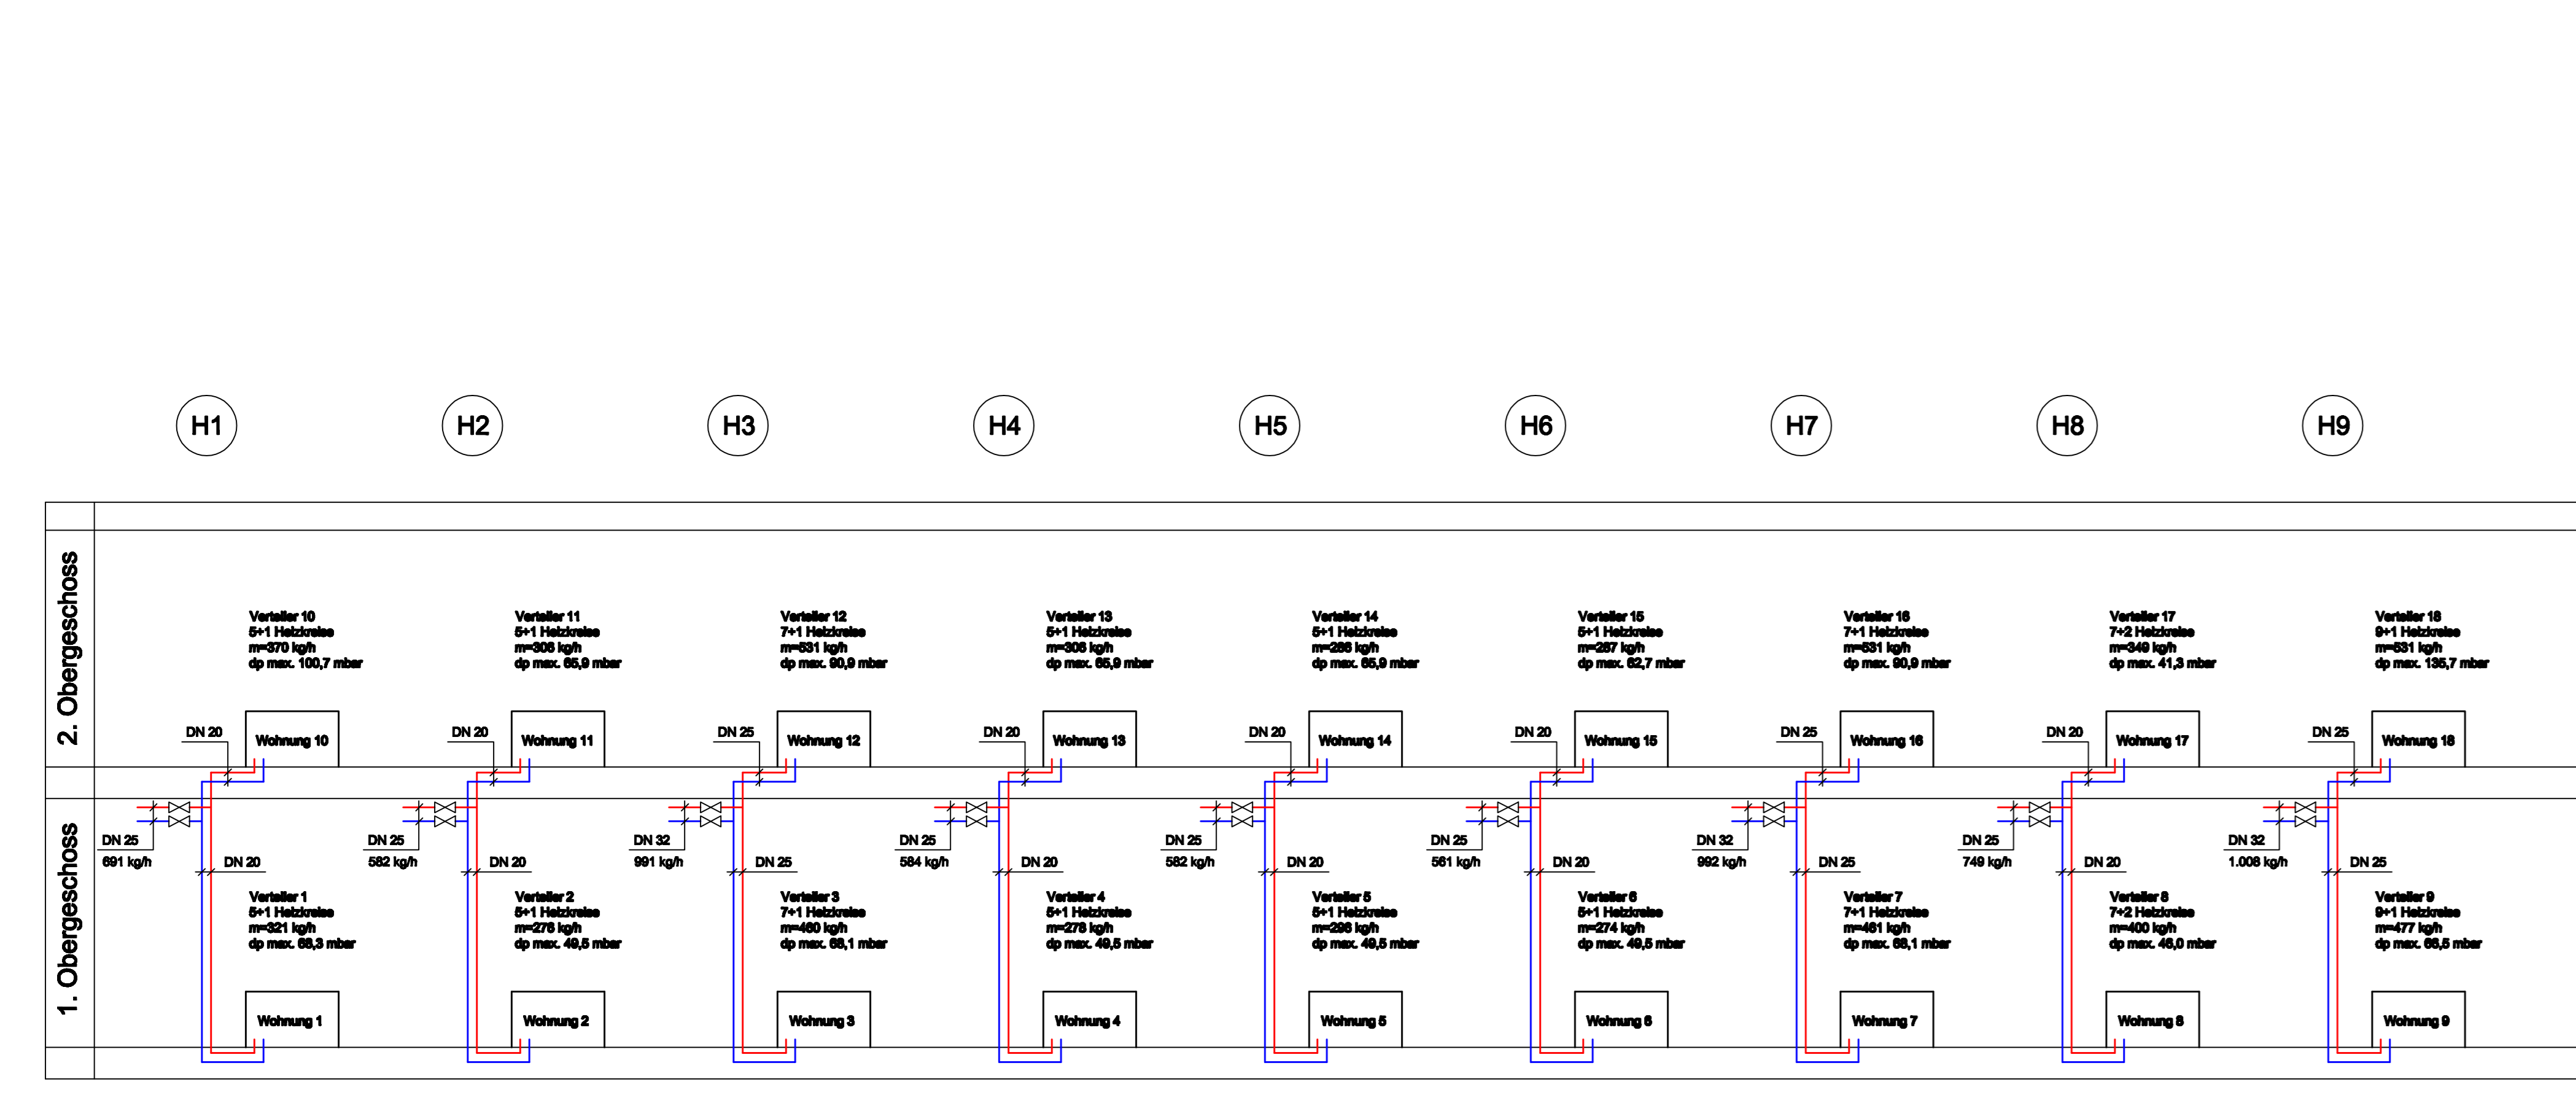 H1
H2
H3
H4
H5
H6
H7
H8
H9
2. Obergeschoss
Verteiler 10
5+1 Heizkreise
m=370 kg/h
dp max. 100,7 mbar
DN 20
Wohnung 10
Verteiler 11
5+1 Heizkreise
m=306 kg/h
dp max. 65,9 mbar
DN 20
Wohnung 11
Verteiler 12
7+1 Heizkreise
m=531 kg/h
dp max. 90,9 mbar
DN 25
Wohnung 12
Verteiler 13
5+1 Heizkreise
m=306 kg/h
dp max. 65,9 mbar
DN 20
Wohnung 13
Verteiler 14
5+1 Heizkreise
m=286 kg/h
dp max. 65,9 mbar
DN 20
Wohnung 14
Verteiler 15
5+1 Heizkreise
m=287 kg/h
dp max. 62,7 mbar
DN 20
Wohnung 15
Verteiler 16
7+1 Heizkreise
m=531 kg/h
dp max. 90,9 mbar
DN 25
Wohnung 16
Verteiler 17
7+2 Heizkreise
m=349 kg/h
dp max. 41,3 mbar
DN 20
Wohnung 17
Verteiler 18
9+1 Heizkreise
m=531 kg/h
dp max. 135,7 mbar
DN 25
Wohnung 18
1. Obergeschoss
DN 25
691 kg/h
DN 20
Verteiler 1
5+1 Heizkreise
m=321 kg/h
dp max. 68,3 mbar
Wohnung 1
DN 25
582 kg/h
DN 20
Verteiler 2
5+1 Heizkreise
m=276 kg/h
dp max. 49,5 mbar
Wohnung 2
DN 32
991 kg/h
DN 25
Verteiler 3
7+1 Heizkreise
m=460 kg/h
dp max. 68,1 mbar
Wohnung 3
DN 25
584 kg/h
DN 20
Verteiler 4
5+1 Heizkreise
m=278 kg/h
dp max. 49,5 mbar
Wohnung 4
DN 25
582 kg/h
DN 20
Verteiler 5
5+1 Heizkreise
m=296 kg/h
dp max. 49,5 mbar
Wohnung 5
DN 25
561 kg/h
DN 20
Verteiler 6
5+1 Heizkreise
m=274 kg/h
dp max. 49,5 mbar
Wohnung 6
DN 32
992 kg/h
DN 25
Verteiler 7
7+1 Heizkreise
m=461 kg/h
dp max. 68,1 mbar
Wohnung 7
DN 25
749 kg/h
DN 20
Verteiler 8
7+2 Heizkreise
m=400 kg/h
dp max. 46,0 mbar
Wohnung 8
DN 32
1.008 kg/h
DN 25
Verteiler 9
9+1 Heizkreise
m=477 kg/h
dp max. 66,5 mbar
Wohnung 9